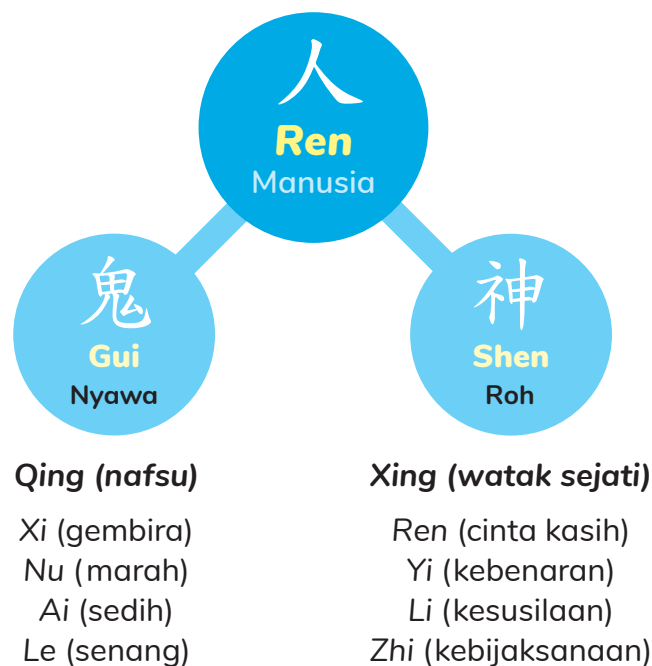 人
Ren
Manusia
鬼
Gui
Nyawa
神
Shen
Roh
Qing (nafsu)
Xi (gembira)
Nu (marah)
Ai (sedih)
Le (senang)
Xing (watak sejati)
Ren (cinta kasih)
Yi (kebenaran)
Li (kesusilaan)
Zhi (kebijaksanaan)